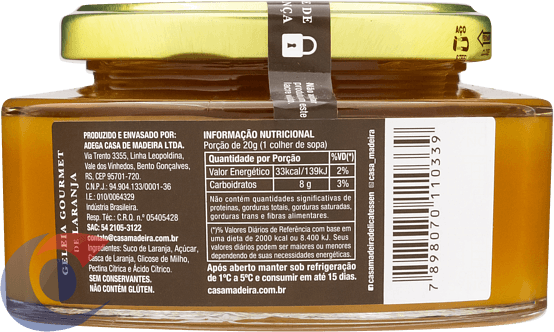 E DE
NÇA
AÇO
Não
produto
este
lacre
GELEIA GOURMET
DE LARANJA
PRODUZIDO E ENVASADO POR:
ADEGA CASA DE MADEIRA LTDA.
Via Trento 3355, Linha Leopoldina,
Vale dos Vinhedos, Bento Gonçalves,
RS, CEP 95701-720.
C.N.P.J.: 94.904.133/0001-36
I.E.: 010/0064329
Indústria Brasileira.
Resp. Téc.: C.R.Q. n.º 05405428
SAC: 54 2105-3122
contato@casamadeira.com.br
Ingredientes: Suco de Laranja, Açúcar,
Casca de Laranja, Glicose de Milho,
Pectina Cítrica e Ácido Cítrico.
SEM CONSERVANTES.
NÃO CONTÉM GLÚTEN.
INFORMAÇÃO NUTRICIONAL
Porção de 20g (1 colher de sopa)
Quantidade por Porção %VD(*)
Valor Energético 33kcal/139kJ 2%
Carboidratos 8 g 3%
Não contém quantidades significativas de
proteínas, gorduras totais, gorduras saturadas,
gorduras trans e fibras alimentares.
(*)% Valores Diários de Referência com base em
uma dieta de 2000 kcal ou 8.400 kJ. Seus
valores diários podem ser maiores ou menores
dependendo de suas necessidades energéticas.
Após aberto manter sob refrigeração
de 1ºC a 5ºC e consumir em até 15 dias.
casamadeira.com.br
casamadeiradelicatessen
casa_madeira
7 898070 110339